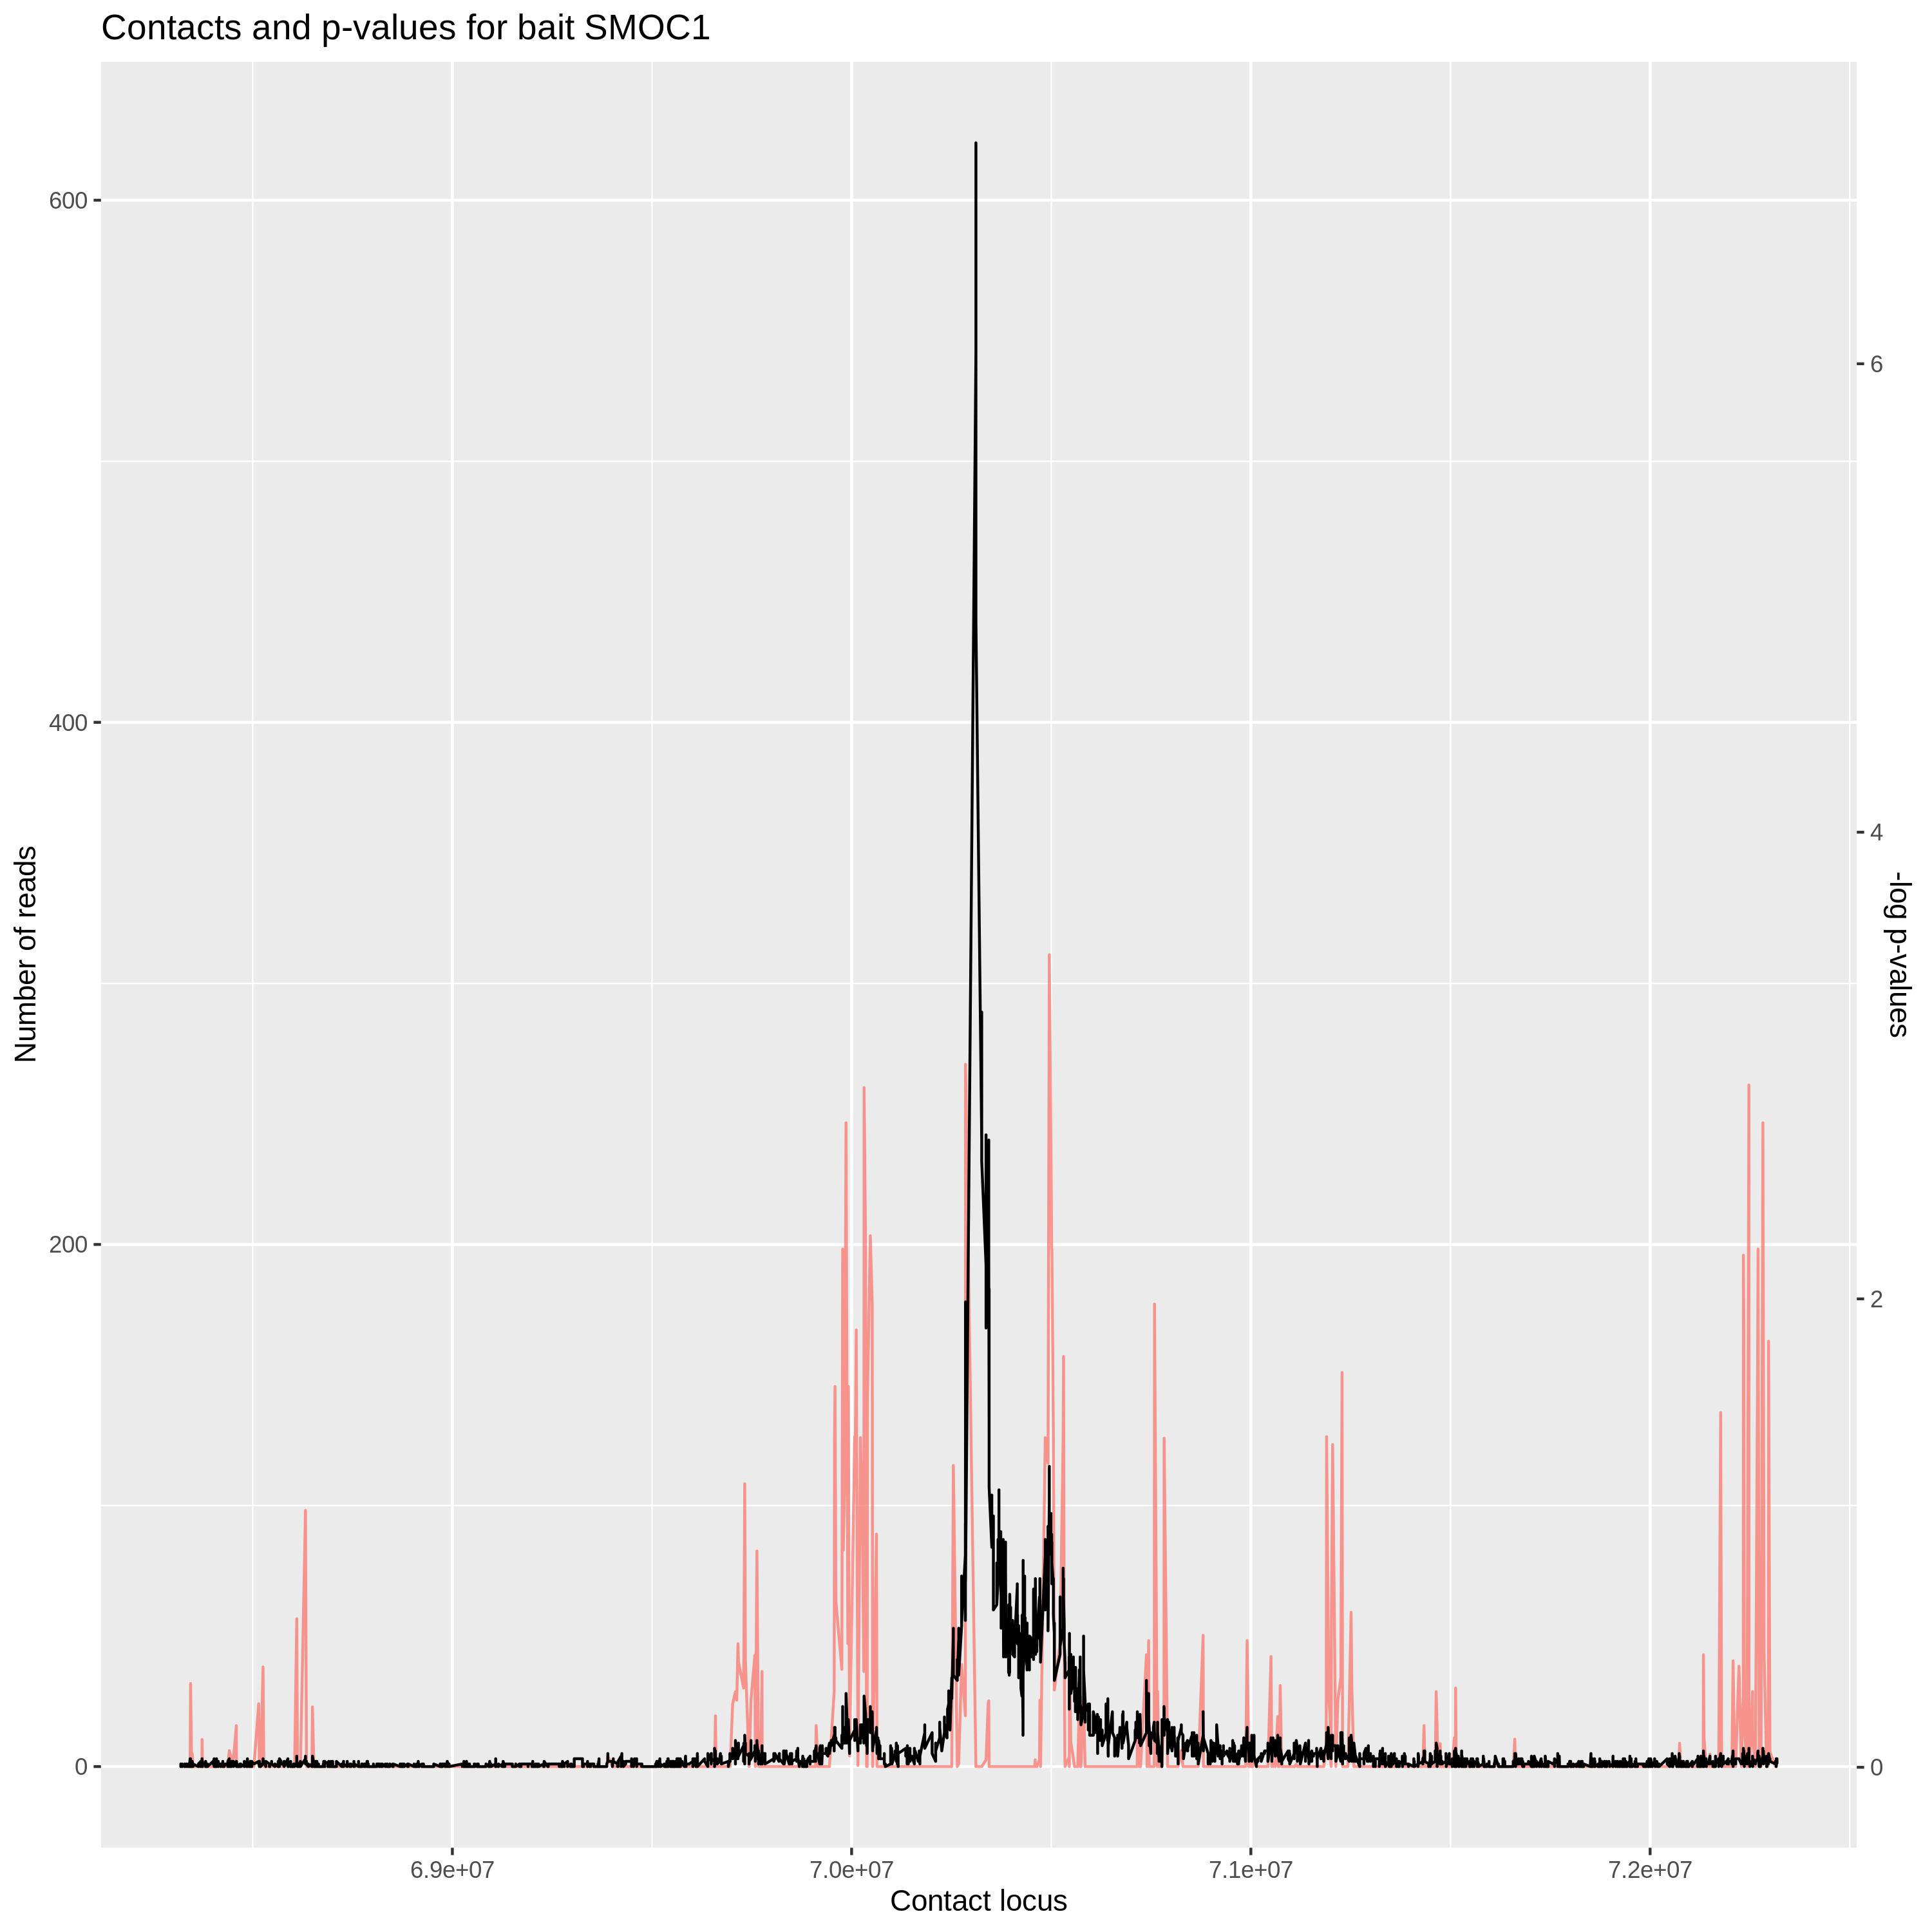 Contacts and p-values for bait SMOC1
600
400
200
0
6
4
2
0
Number of reads
-log p-values
6.9e+07
7.0e+07
7.1e+07
7.2e+07
Contact locus